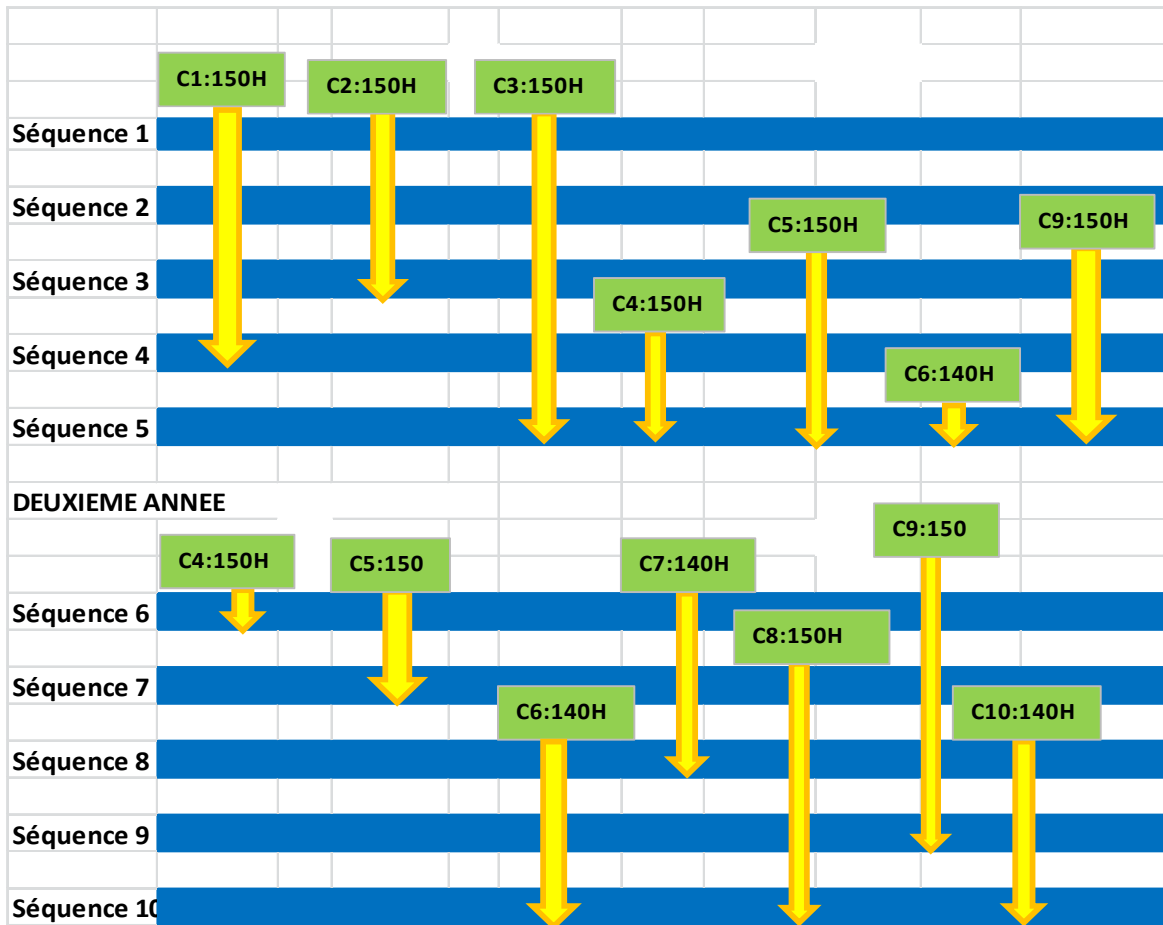 C1:150H C2:150H C3:150H
Séquence 1
Séquence 2
C5:150H C9:150H
Séquence 3
C4:150H
Séquence 4
C6:140H
Séquence 5
DEUXIEME ANNEE
C9:150
C4:150H C5:150 C7:140H
Séquence 6
C8:150H
Séquence 7
C6:140H C10:140H
Séquence 8
Séquence 9
Séquence 10